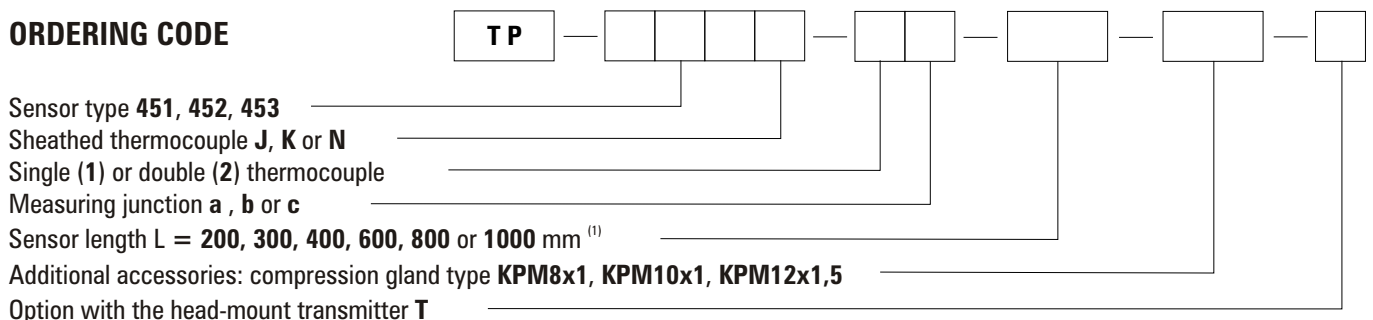 ORDERING CODE
T P
Sensor type 451, 452, 453
Sheathed thermocouple J, K or N
Single (1) or double (2) thermocouple
Measuring junction a , b or c
Sensor length L = 200, 300, 400, 600, 800 or 1000 mm (1)
Additional accessories: compression gland type KPM8x1, KPM10x1, KPM12x1,5
Option with the head-mount transmitter T